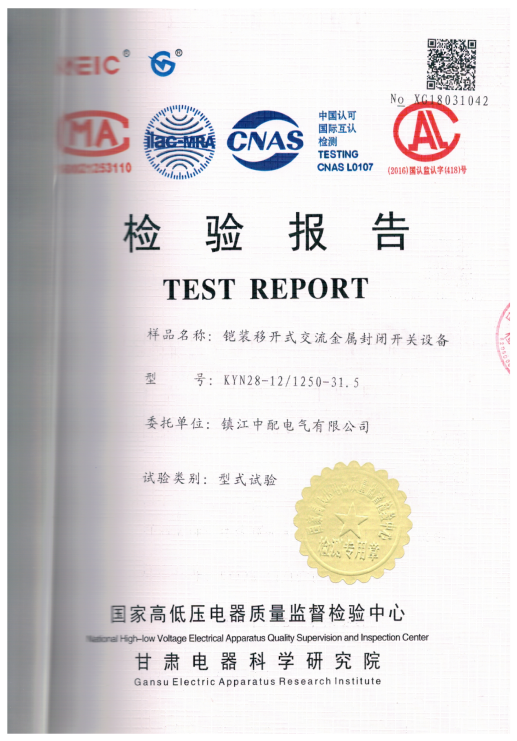 EIC ®
®
No XG18031042
MA
ilac-MRA
CNAS
中国认可
国际互认
检测
TESTING
CNAS L0107
CAL
(2016)国认监认字(418)号
检 验 报 告
TEST REPORT
样品名称: 铠装移开式交流金属封闭开关设备
型 号: KYN28-12/1250-31.5
委托单位: 镇江中配电气有限公司
试验类别: 型式试验
检测专用章
国家高低压电器质量监督检验中心
National High-low Voltage Electrical Apparatus Quality Supervision and Inspection Center
甘肃电器科学研究院
Gansu Electric Apparatus Research Institute